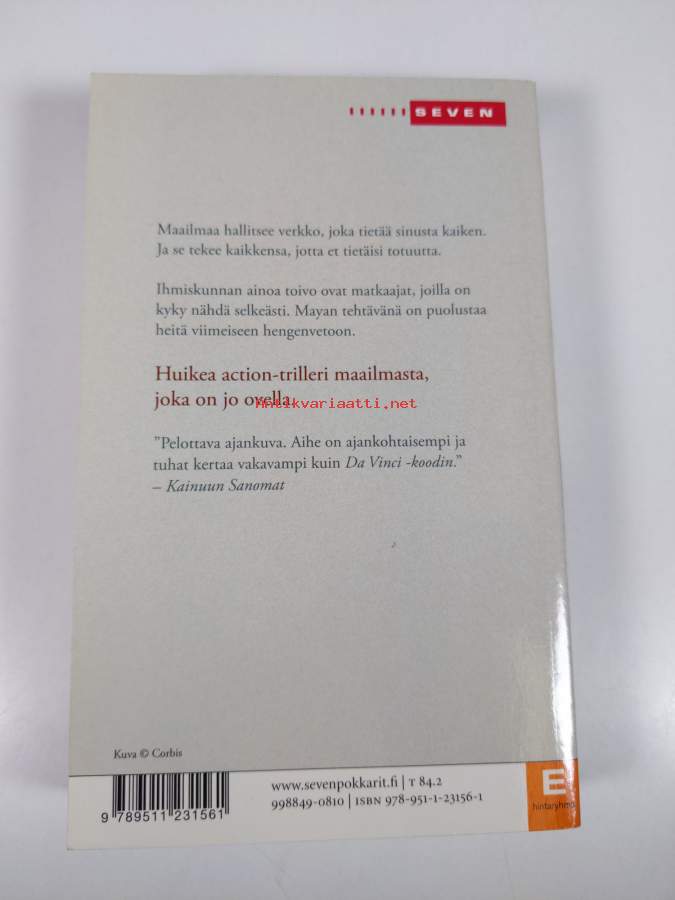 SEVEN
Maailmaa hallitsee verkko, joka tietää sinusta kaiken.
Ja se tekee kaikkensa, jotta et tietäisi totuutta.
Ihmiskunnan ainoa toivo ovat matkaajat, joilla on
kyky nähdä selkeästi. Mayan tehtävänä on puolustaa
heitä viimeiseen hengenvetoon.
Huikea action-trilleri maailmasta,
joka on jo ovella.
Antikvariaatti.net
”Pelottava ajankuva. Aihe on ajankohtaisempi ja
tuhat kertaa vakavampi kuin Da Vinci -koodin.”
– Kainuun Sanomat
Kuva © Corbis
www.sevenpokkarit.fi | T 84.2
998849-0810 | ISBN 978-951-1-23156-1
9 789511 231561
E
hintaryhmä